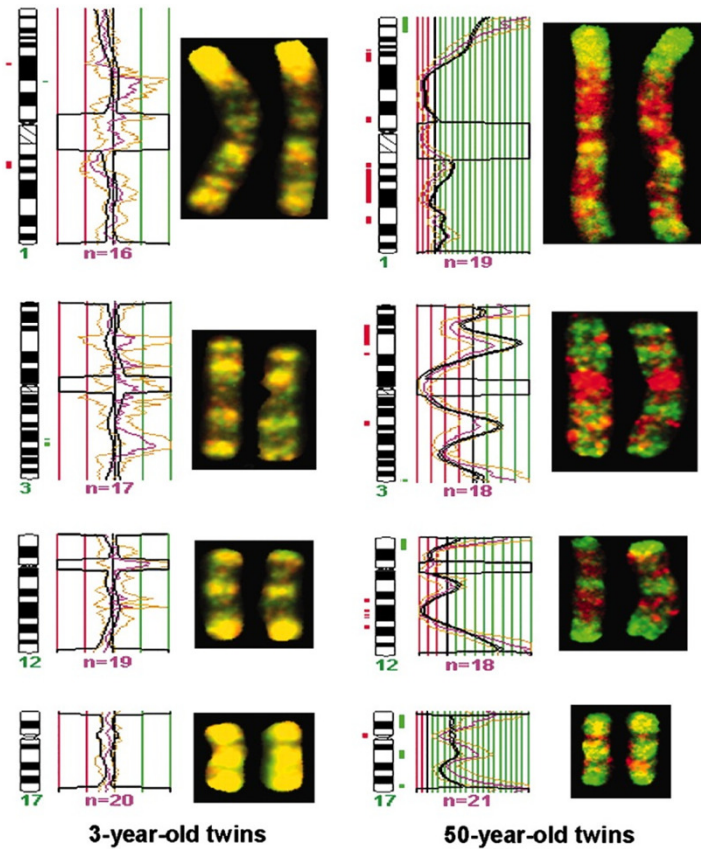 1 n=16
1 n=19
3 n=17
3 n=18
12 n=19
12 n=18
17 n=20
17 n=21
3-year-old twins 50-year-old twins